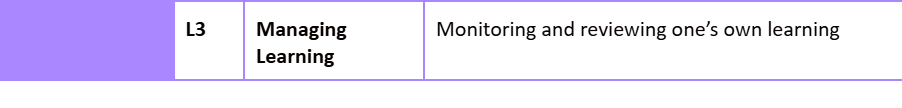 L3
Managing
Learning
Monitoring and reviewing one’s own learning